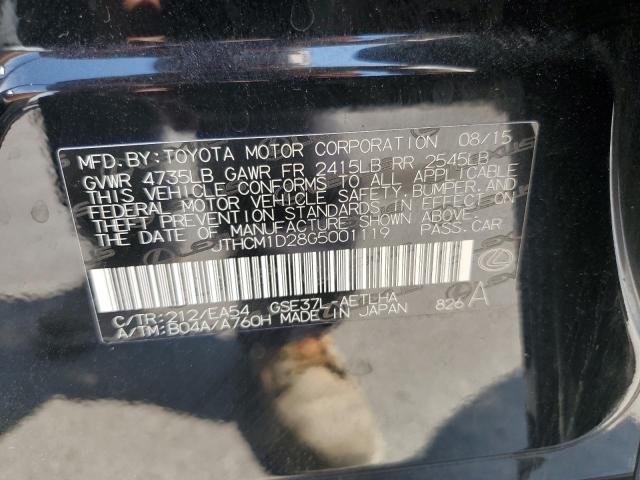 MFD.BY:TOYOTA MOTOR CORPORATION 08/15
GVWR 4735LB GAWR FR 2415LB RR 2545LB
THIS VEHICLE CONFORMS TO ALL APPLICABLE
FEDERAL MOTOR VEHICLE SAFETY, BUMPER, AND
THEFT PREVENTION STANDARDS IN EFFECT ON
THE DATE OF MANUFACTURE SHOWN ABOVE.
JTHCM1D28G5001119 PASS.CAR
C/TR:212/EA54 GSE37L-AETLHA 826 A
A/TM:B04A/A760H MADE IN JAPAN